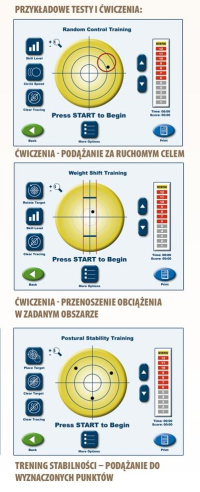 PRZYKŁADOWE TESTY I ĆWICZENIA:
Random Control Training
Skill Level
Circle Speed
Clear Tracing
Press START to Begin
Time: 00:00
Score: 00:00
Back
More Options
Print
ĆWICZENIA - PODĄŻANIE ZA RUCHOMYM CELEM
Weight Shift Training
Rotate Target
Skill Level
Clear Tracing
Press START to Begin
Time: 00:00
Score: 00:00
Back
More Options
Print
ĆWICZENIA - PRZENOSZENIE OBCIĄŻENIA
W ZADANYM OBSZARZE
Postural Stability Training
Place Target
Clear Target
Clear Tracing
Press START to Begin
Time: 00:00
Score: 00:00
Back
More Options
Print
TRENING STABILNOŚCI – PODĄŻANIE DO
WYZNACZONYCH PUNKTÓW